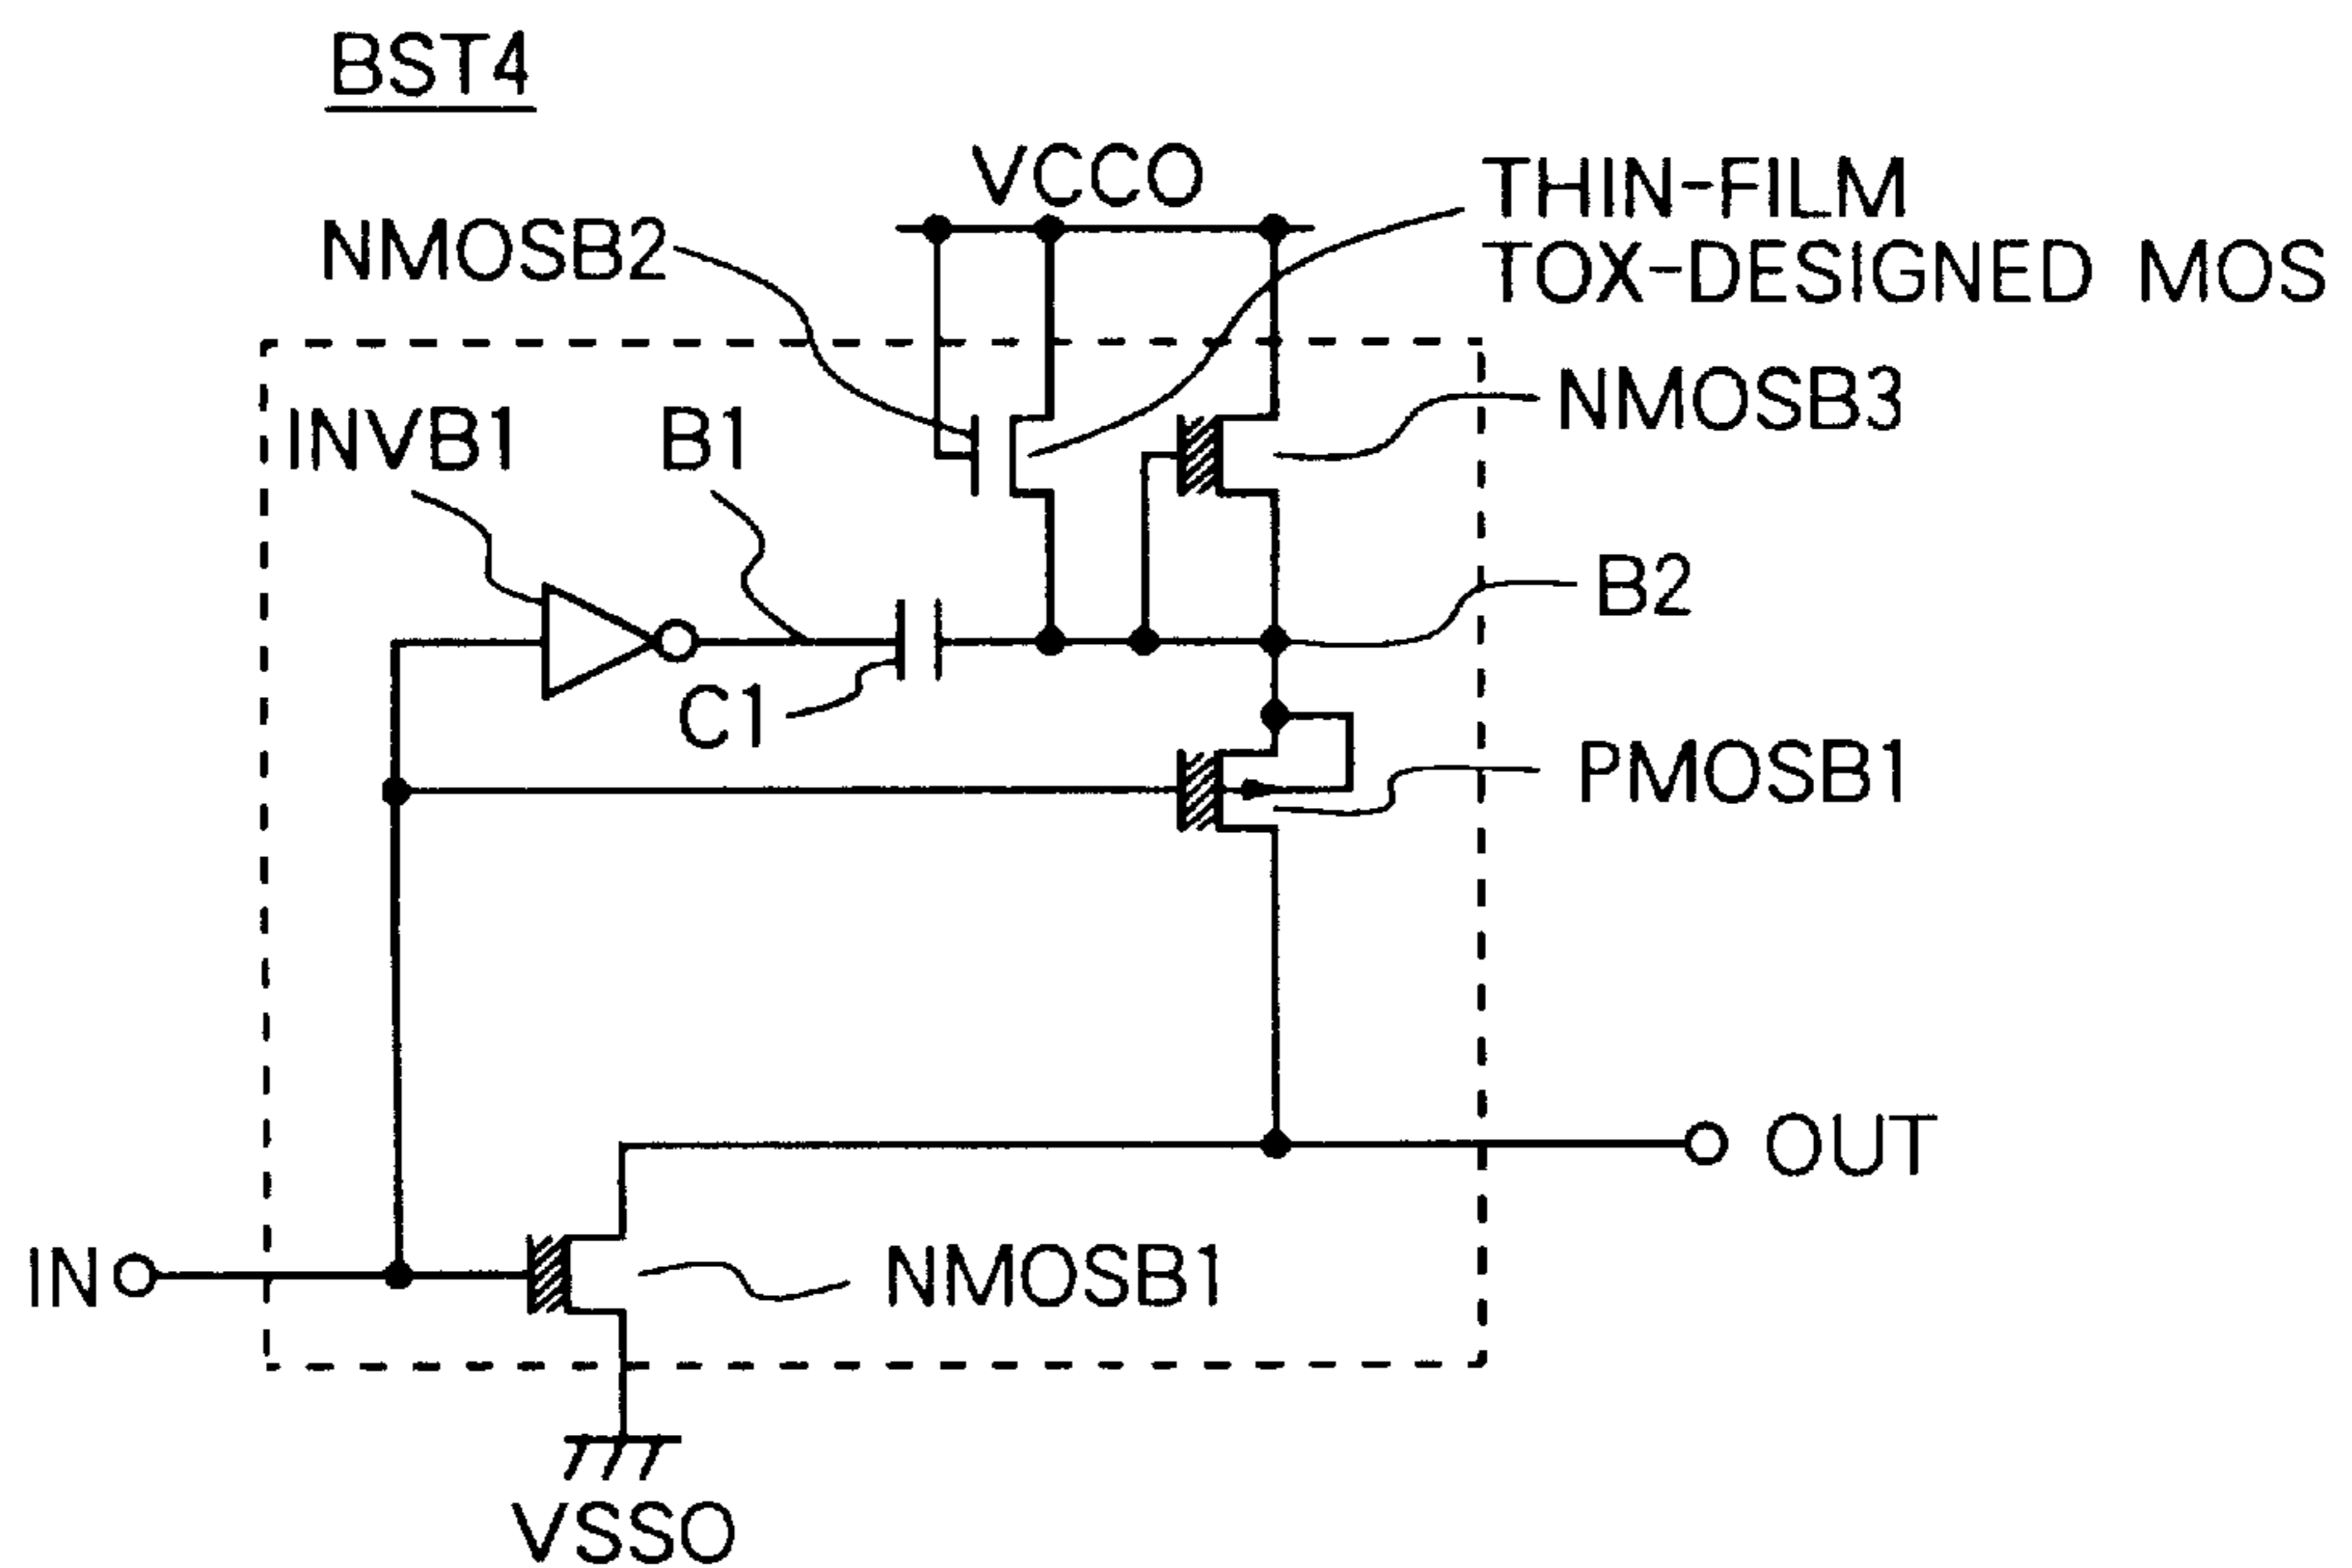 BST4
VCCO
THIN-FILM
TOX-DESIGNED MOS
NMOSB2
NMOSB3
INVB1
B1
B2
C1
PMOSB1
OUT
IN
NMOSB1
VSSO